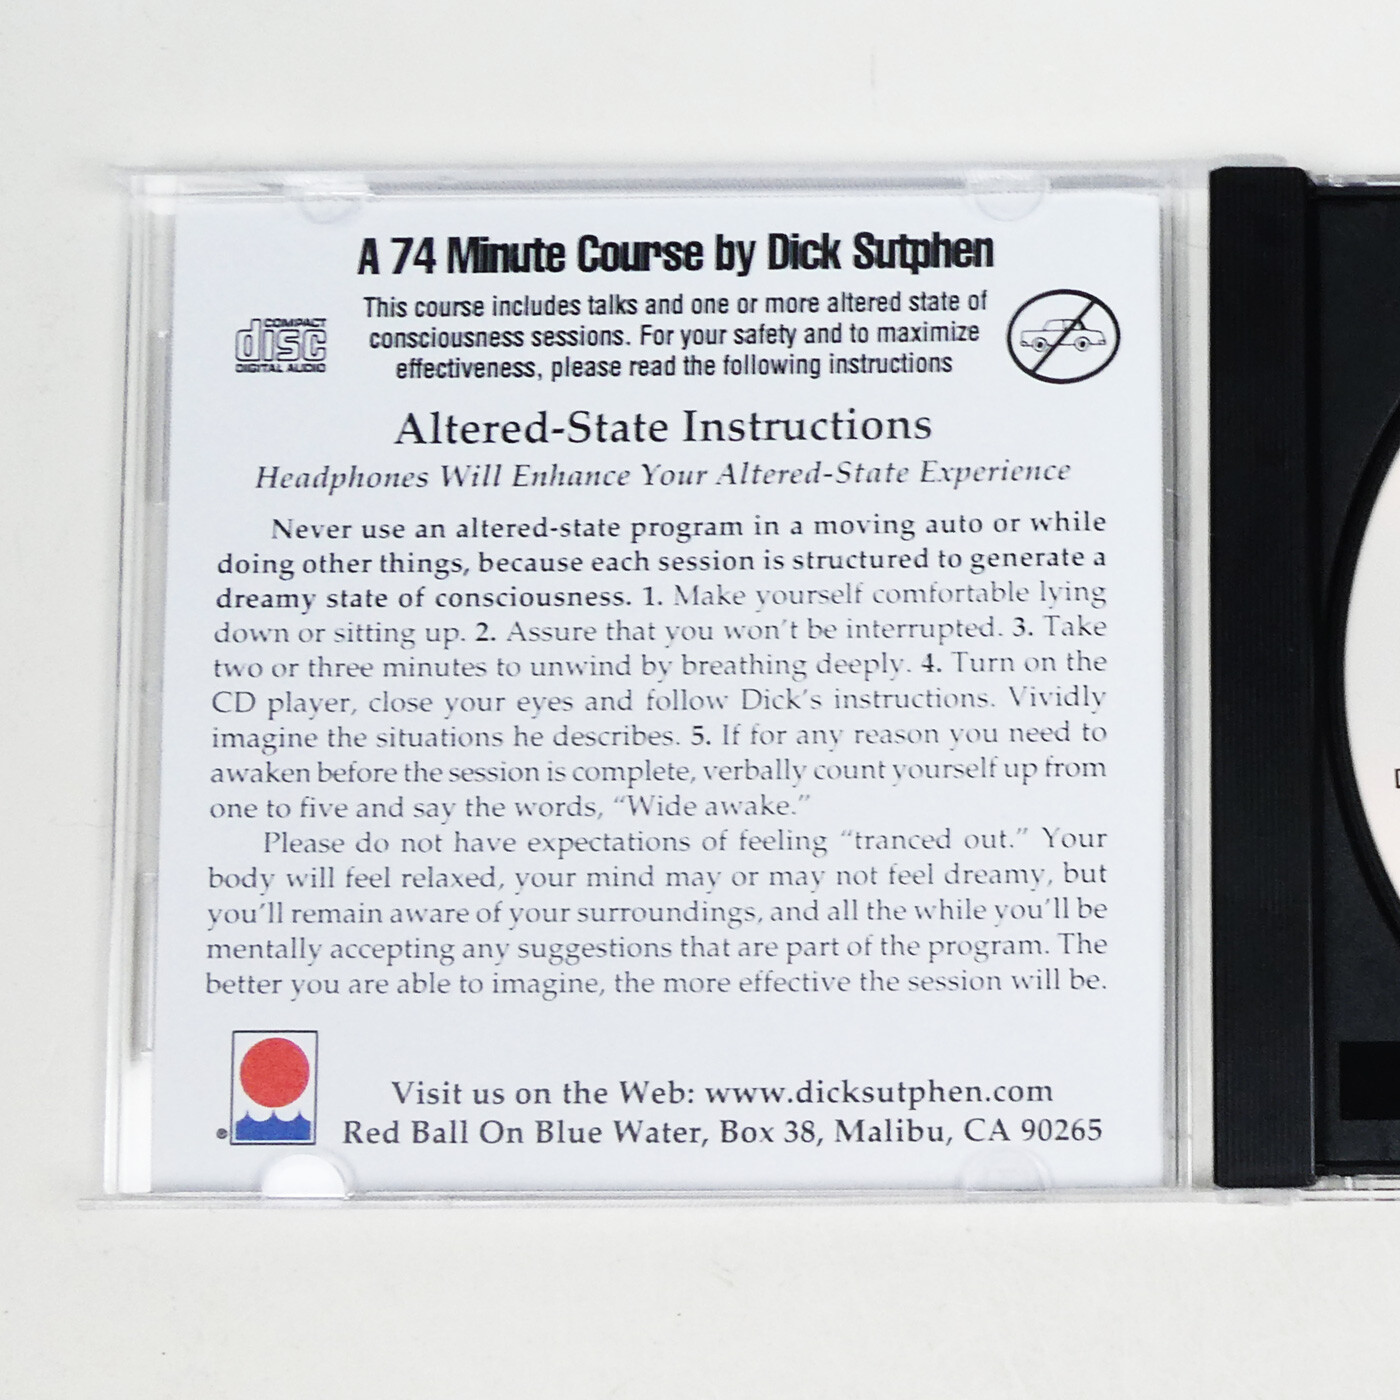 A 74 Minute Course by Dick Sutphen
This course includes talks and one or more altered state of
consciousness sessions. For your safety and to maximize
effectiveness, please read the following instructions
COMPACT
disc
DIGITAL AUDIO
Altered-State Instructions
Headphones Will Enhance Your Altered-State Experience
Never use an altered-state program in a moving auto or while
doing other things, because each session is structured to generate a
dreamy state of consciousness. 1. Make yourself comfortable lying
down or sitting up. 2. Assure that you won't be interrupted. 3. Take
two or three minutes to unwind by breathing deeply. 4. Turn on the
CD player, close your eyes and follow Dick's instructions. Vividly
imagine the situations he describes. 5. If for any reason you need to
awaken before the session is complete, verbally count yourself up from
one to five and say the words, "Wide awake."
Please do not have expectations of feeling "tranced out." Your
body will feel relaxed, your mind may or may not feel dreamy, but
you'll remain aware of your surroundings, and all the while you'll be
mentally accepting any suggestions that are part of the program. The
better you are able to imagine, the more effective the session will be.
Visit us on the Web: www.dicksutphen.com
Red Ball On Blue Water, Box 38, Malibu, CA 90265